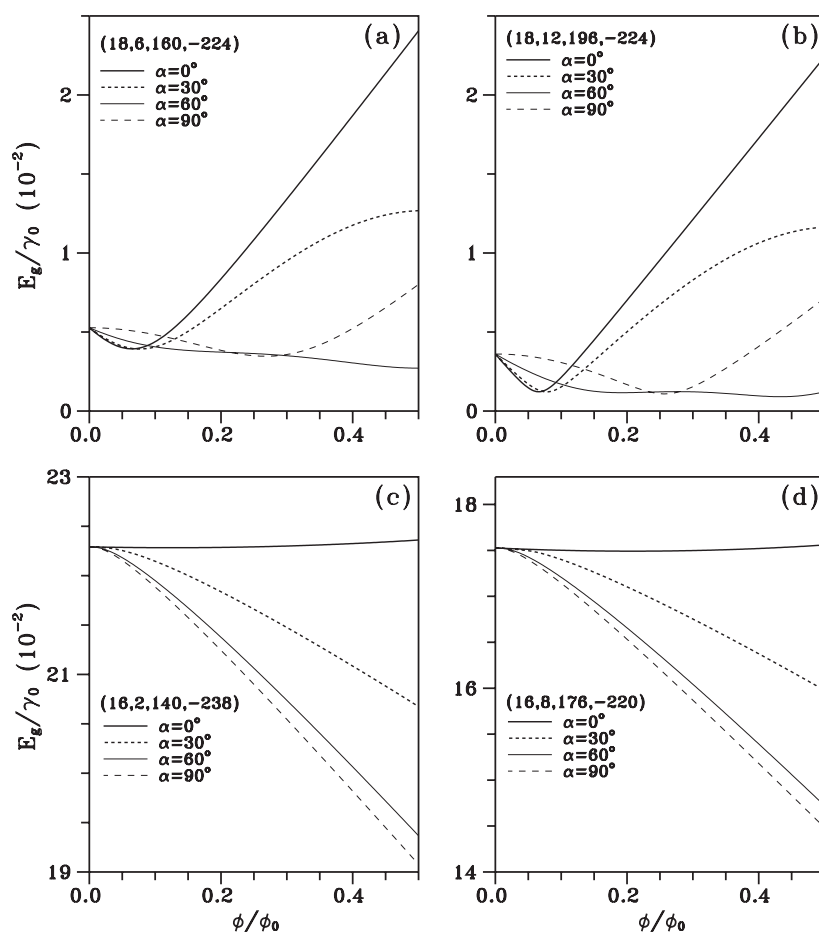 (a)
(18,6,160,-224)
α=0°
α=30°
α=60°
α=90°
2
1
0
0.0
0.2
0.4
E_g/γ_0 (10^-2)
(b)
(18,12,196,-224)
α=0°
α=30°
α=60°
α=90°
2
1
0
0.0
0.2
0.4
(c)
23
21
19
E_g/γ_0 (10^-2)
(16,2,140,-238)
α=0°
α=30°
α=60°
α=90°
0.0
0.2
0.4
ϕ/ϕ_0
(d)
18
16
14
(16,8,176,-220)
α=0°
α=30°
α=60°
α=90°
0.0
0.2
0.4
ϕ/ϕ_0